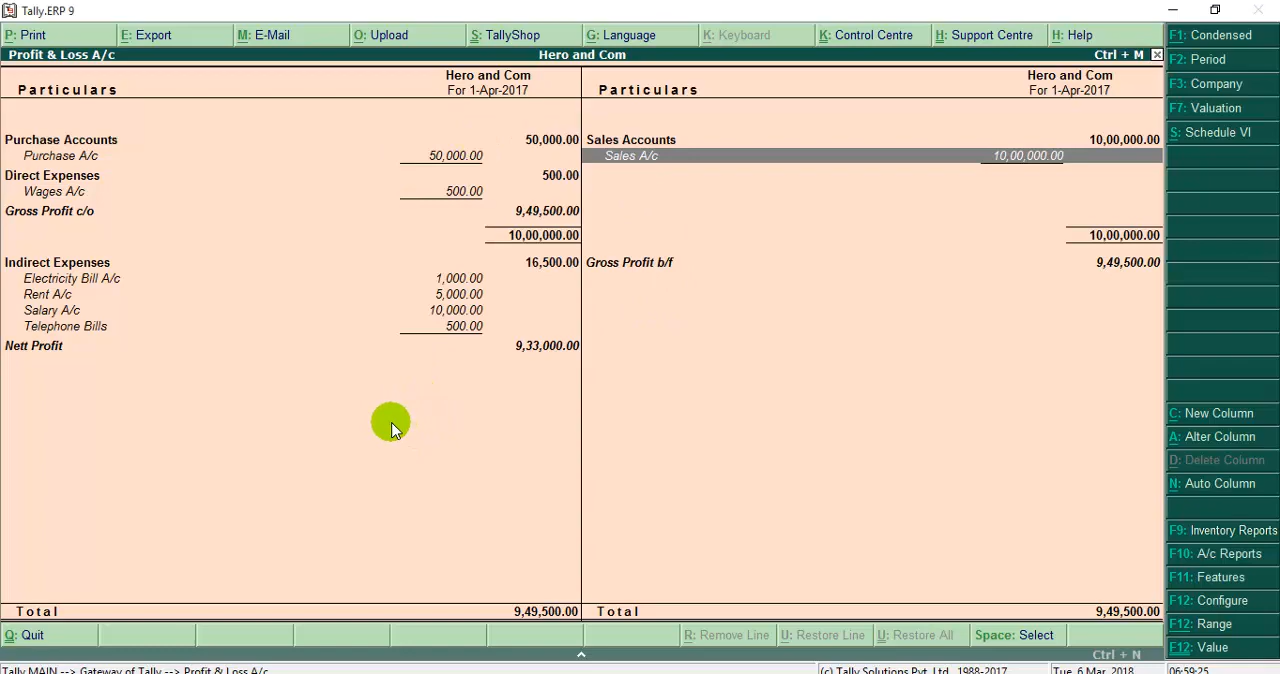 Tally.ERP 9
P: Print E: Export M: E-Mail O: Upload S: TallyShop G: Language K: Keyboard K: Control Centre H: Support Centre H: Help
Profit & Loss A/c Hero and Com Ctrl + M
Particulars Hero and Com Particulars Hero and Com
For 1-Apr-2017 For 1-Apr-2017
Purchase Accounts 50,000.00 Sales Accounts 10,00,000.00
Purchase A/c 50,000.00 Sales A/c 10,00,000.00
Direct Expenses 500.00
Wages A/c 500.00
Gross Profit c/o 9,49,500.00
10,00,000.00 10,00,000.00
Indirect Expenses 16,500.00 Gross Profit b/f 9,49,500.00
Electricity Bill A/c 1,000.00
Rent A/c 5,000.00
Salary A/c 10,000.00
Telephone Bills 500.00
Nett Profit 9,33,000.00
Total 9,49,500.00 Total 9,49,500.00
Q: Quit R: Remove Line U: Restore Line U: Restore All Space: Select
Ctrl + N
Tally MAIN --> Gateway of Tally --> Profit & Loss A/c (c) Tally Solutions Pvt. Ltd., 1988-2017 Tue, 6 Mar, 2018 06:59:25
F1: Condensed
F2: Period
F3: Company
F7: Valuation
S: Schedule VI
C: New Column
A: Alter Column
D: Delete Column
N: Auto Column
F9: Inventory Reports
F10: A/c Reports
F11: Features
F12: Configure
F12: Range
F12: Value